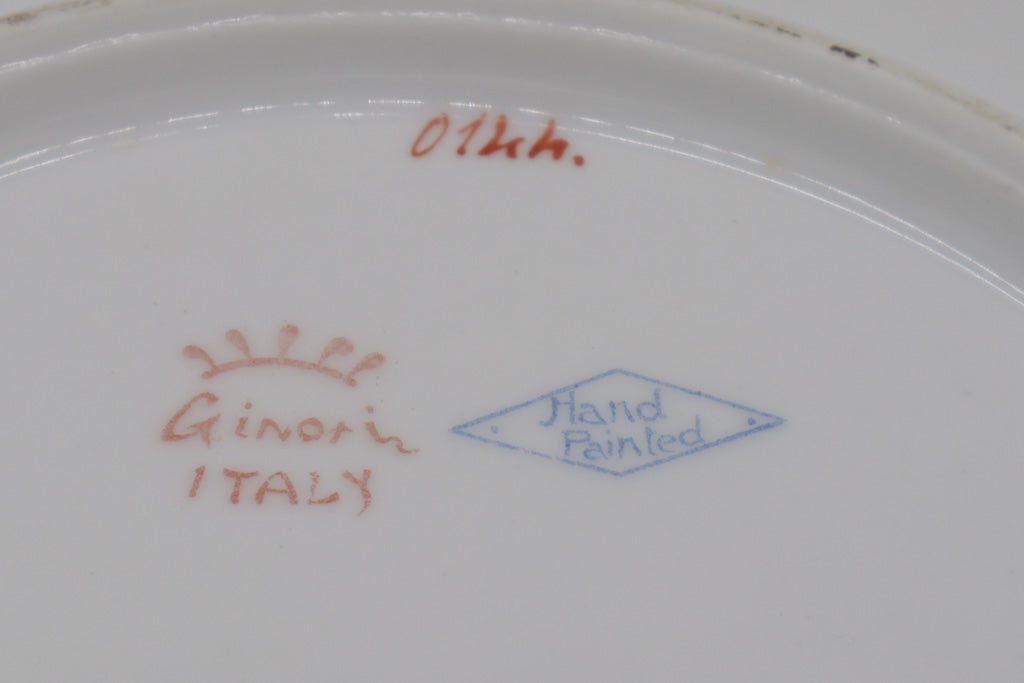 0144.
Ginori
ITALY
Hand
Painted